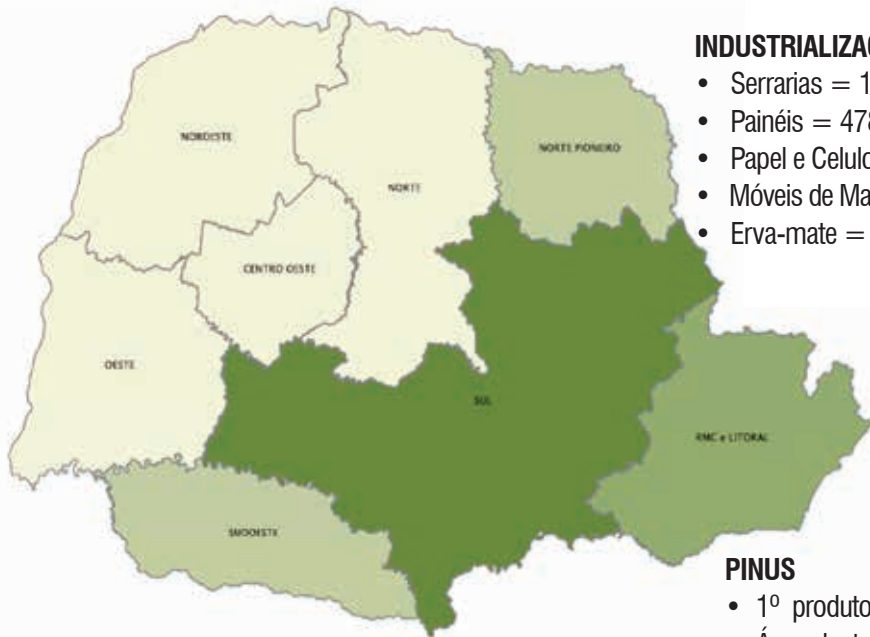 INDUSTRIALIZAÇ
• Serrarias = 1
• Painéis = 478
• Papel e Celulo
• Móveis de Ma
• Erva-mate =
NOROESTE
NORTE
NORTE PIONEIRO
CENTRO OESTE
OESTE
SUL
RMC e LITORAL
SUDOESTE
PINUS
• 1º produto